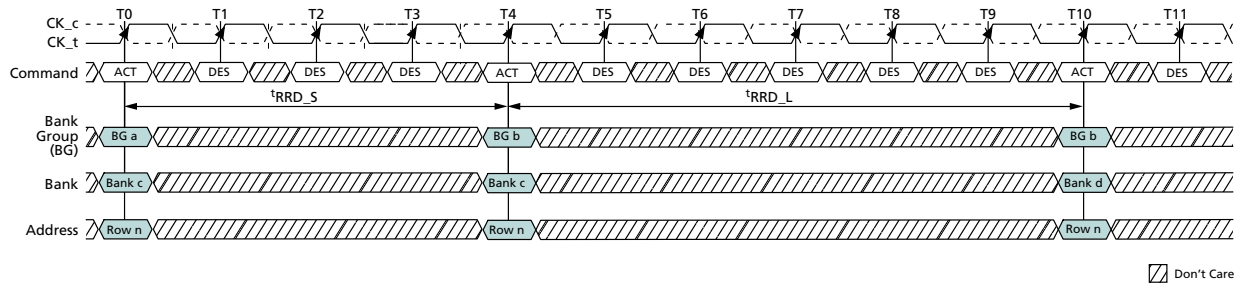 T0 T1 T2 T3 T4 T5 T6 T7 T8 T9 T10 T11
CK_c
CK_t
Command ACT DES DES DES ACT DES DES DES DES DES ACT DES
tRRD_S tRRD_L
Bank
Group
(BG)
BG a BG b BG b
Bank Bank c Bank c Bank d
Address Row n Row n Row n
Don't Care